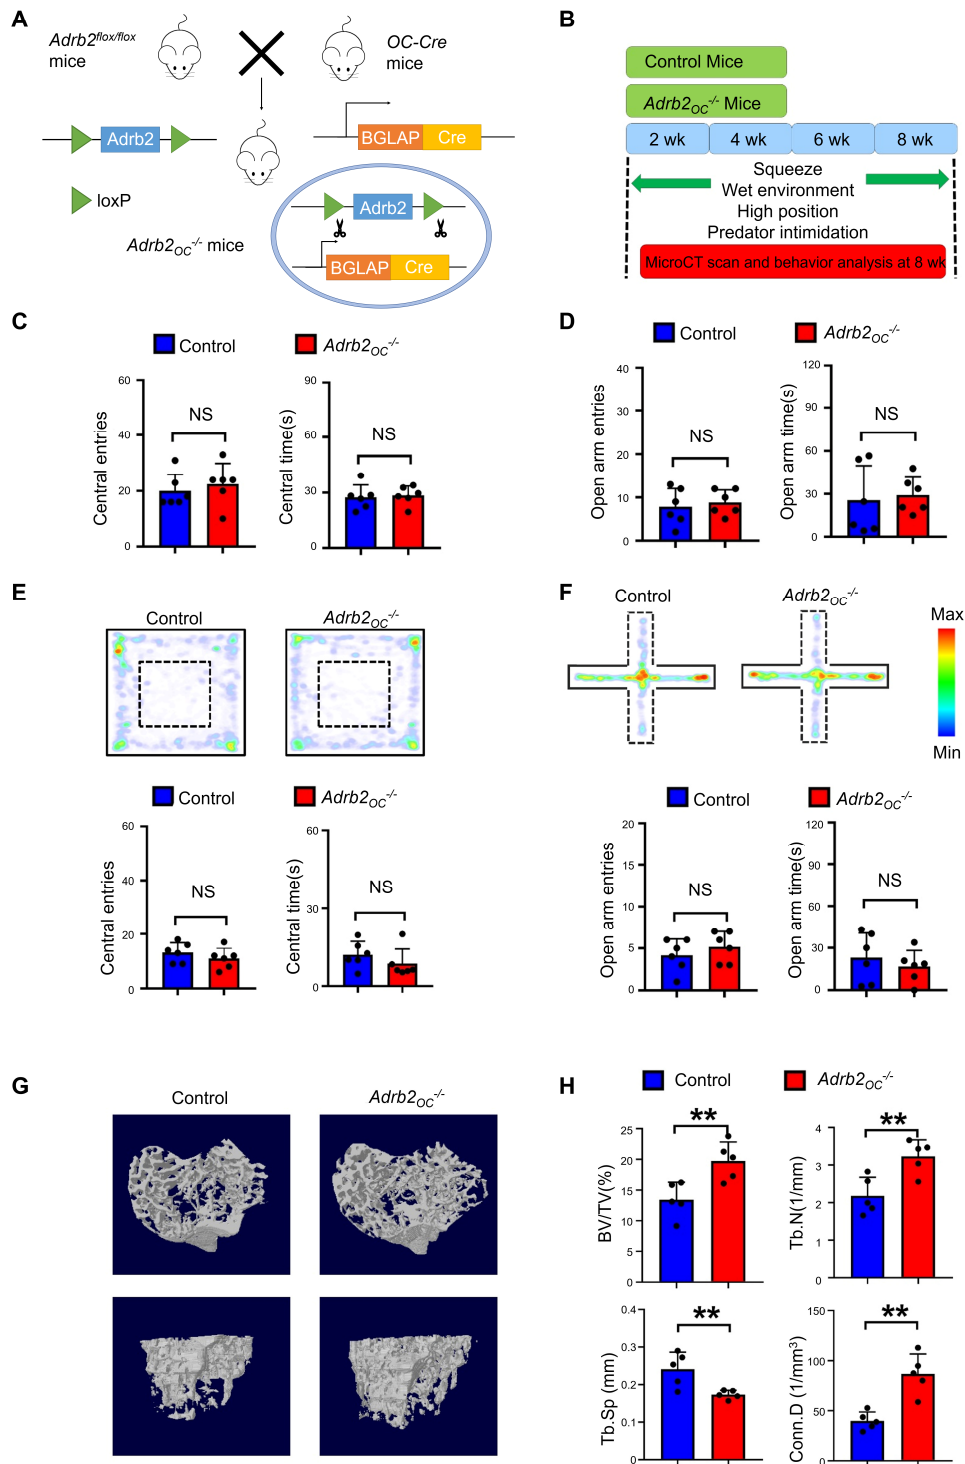 A
Adrb2flox/flox
mice
OC-Cre
mice
Adrb2
BGLAP Cre
loxP
Adrb2OC-/- mice
Adrb2
BGLAP Cre
B
Control Mice
Adrb2OC-/- Mice
2 wk 4 wk 6 wk 8 wk
Squeeze
Wet environment
High position
Predator intimidation
MicroCT scan and behavior analysis at 8 wk
C
Control Adrb2OC-/-
Central entries
60
40
20
0
NS
Central time(s)
90
60
30
0
NS
D
Control Adrb2OC-/-
Open arm entries
40
30
20
10
0
NS
Open arm time(s)
120
90
60
30
0
NS
E
Control Adrb2OC-/-
Control Adrb2OC-/-
Central entries
60
40
20
0
NS
Central time(s)
60
30
0
NS
F
Control Adrb2OC-/-
Max
Min
Control Adrb2OC-/-
Open arm entries
20
15
10
5
0
NS
Open arm time(s)
120
90
60
30
0
NS
G
Control Adrb2OC-/-
H
Control Adrb2OC-/-
BV/TV(%)
25
20
15
10
5
0
**
Tb.N(1/mm)
4
3
2
1
0
**
Tb.Sp (mm)
0.4
0.3
0.2
0.1
0
**
Conn.D (1/mm3)
150
100
50
0
**